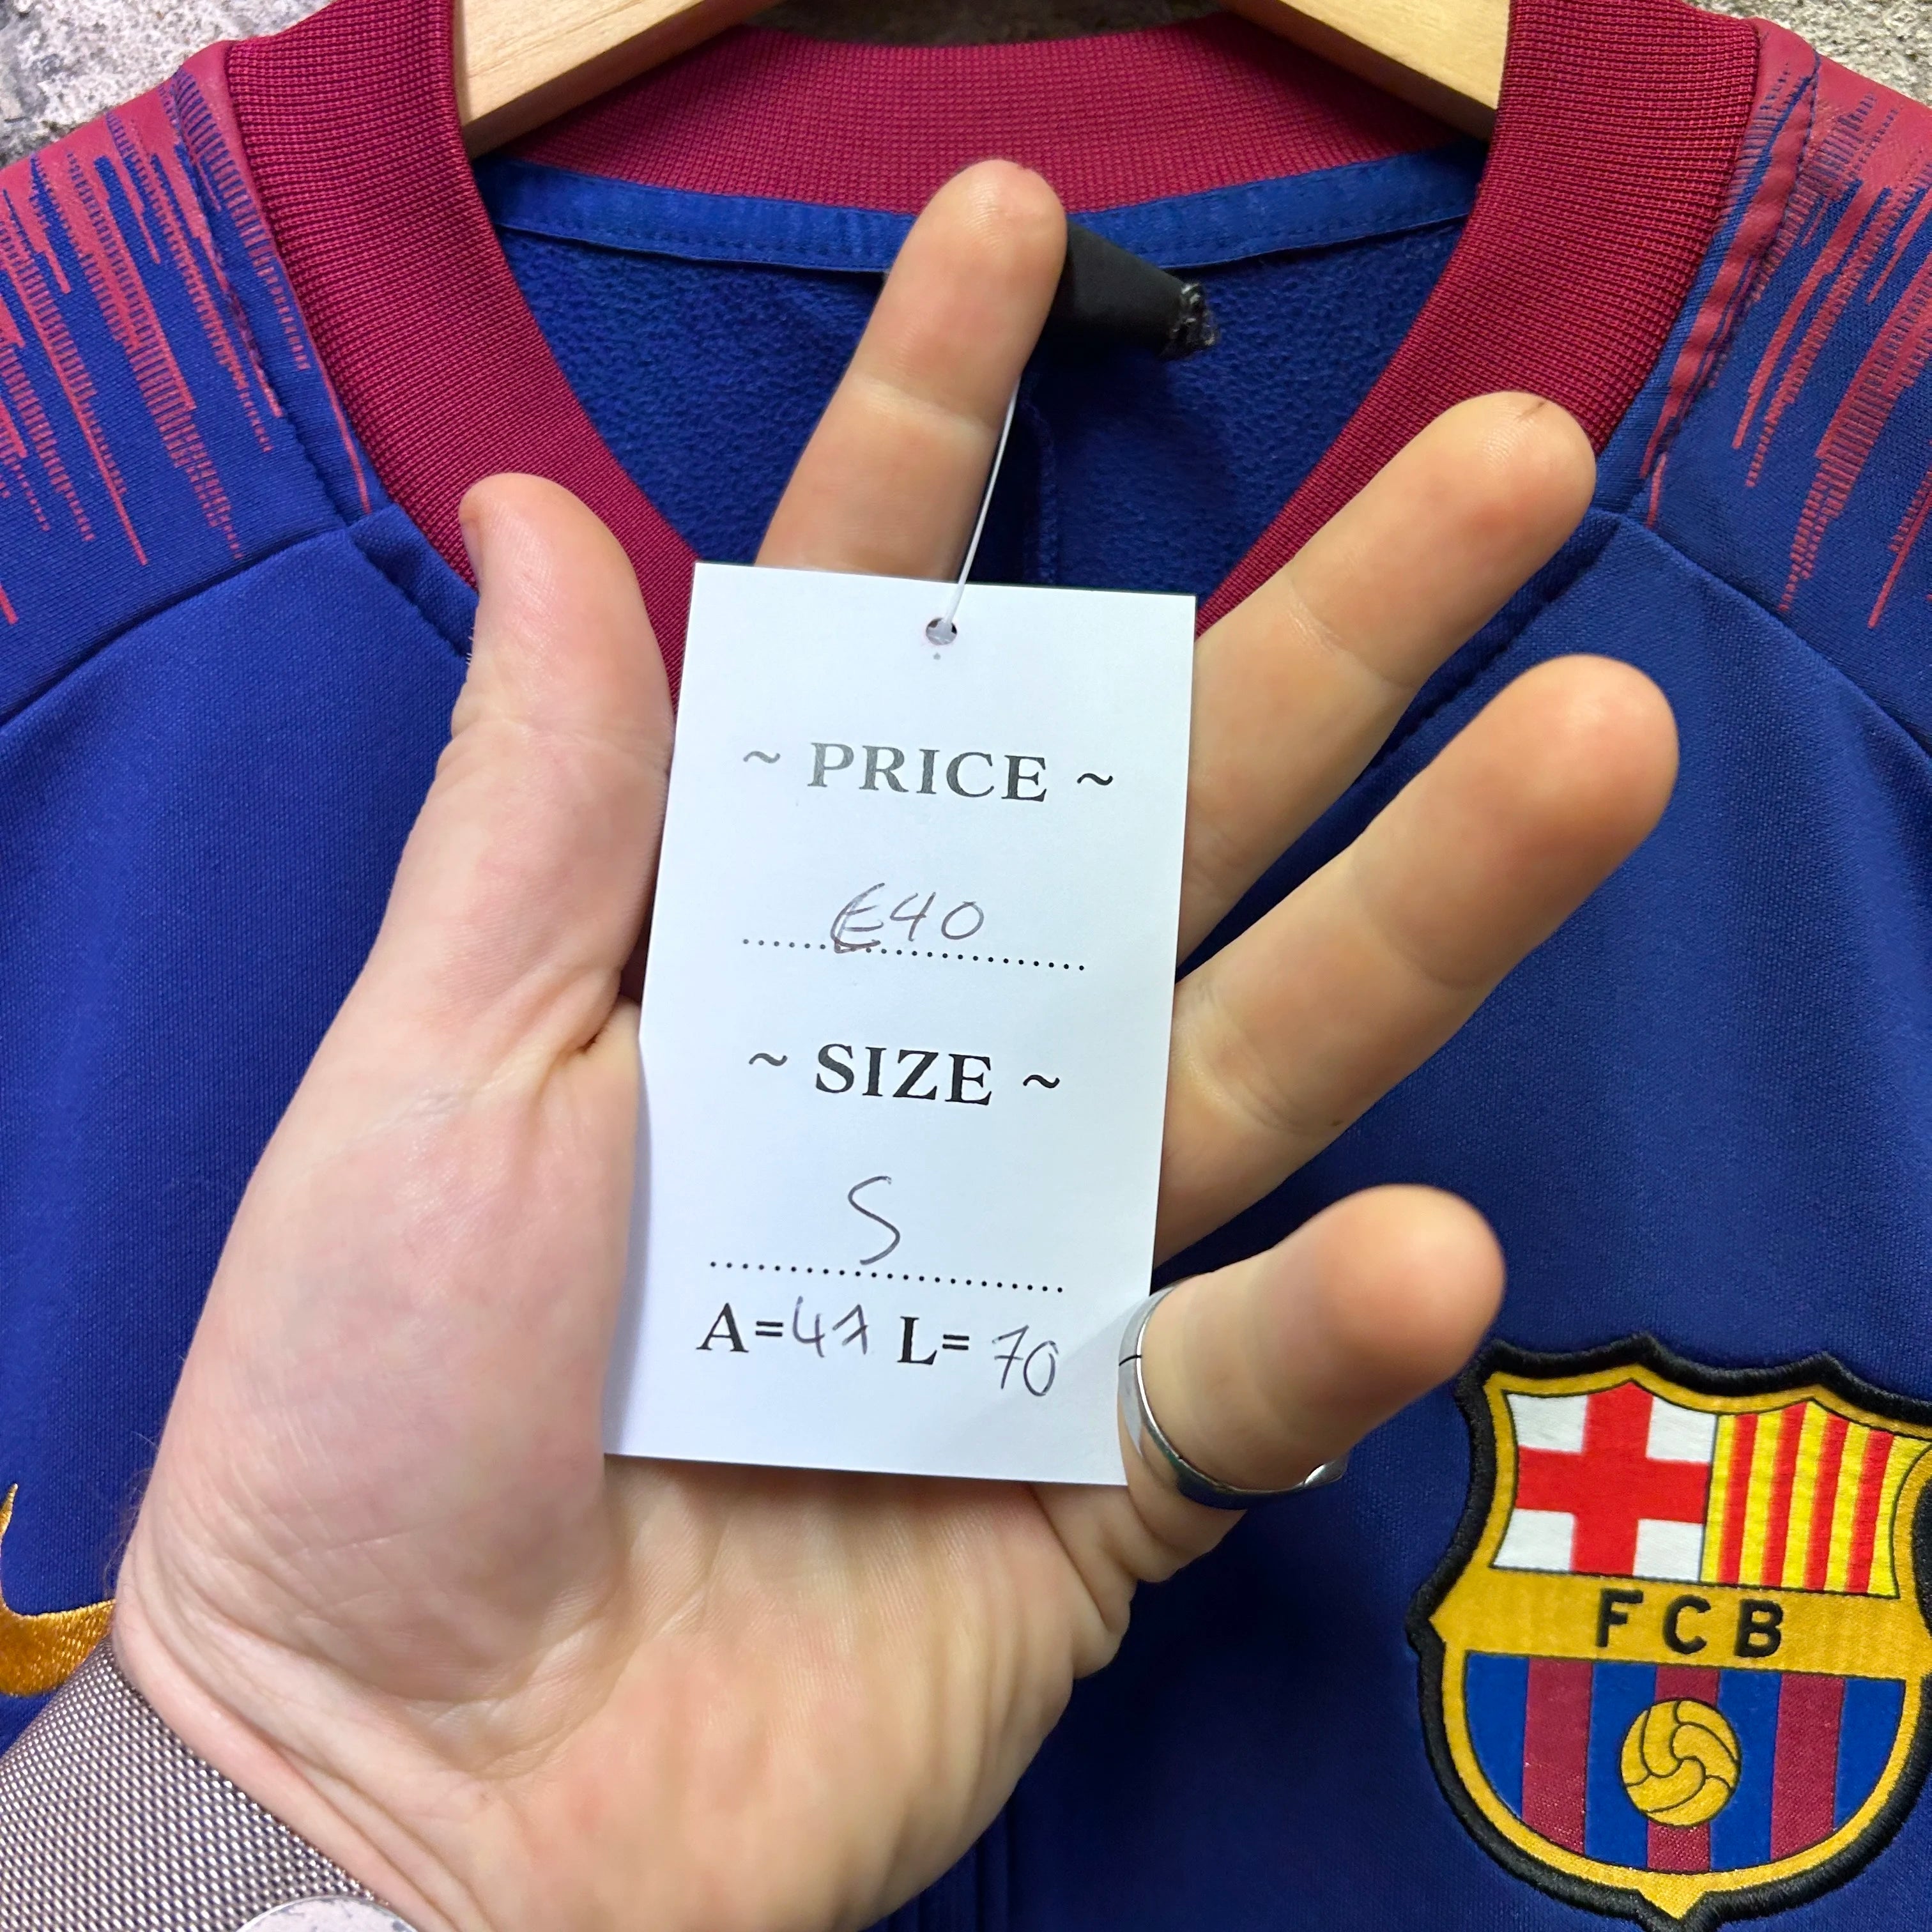 ~ PRICE ~
€40
~ SIZE ~
S
A=47 L= 70
FCB